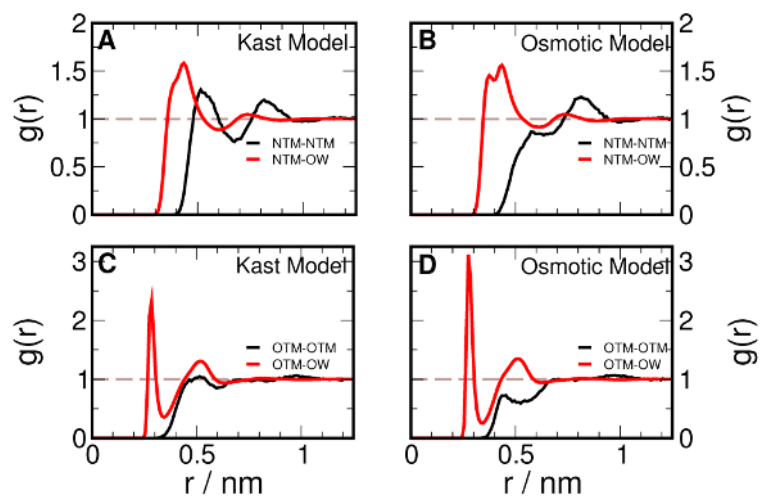 A Kast Model
2
1.5
1
0.5
0
g(r)
NTM-NTM
NTM-OW
B Osmotic Model
2
1.5
1
0.5
0
g(r)
NTM-NTM
NTM-OW
C Kast Model
3
2
1
0
g(r)
OTM-OTM
OTM-OW
0 0.5 1
r / nm
D Osmotic Model
3
2
1
0
g(r)
OTM-OTM
OTM-OW
0 0.5 1
r / nm